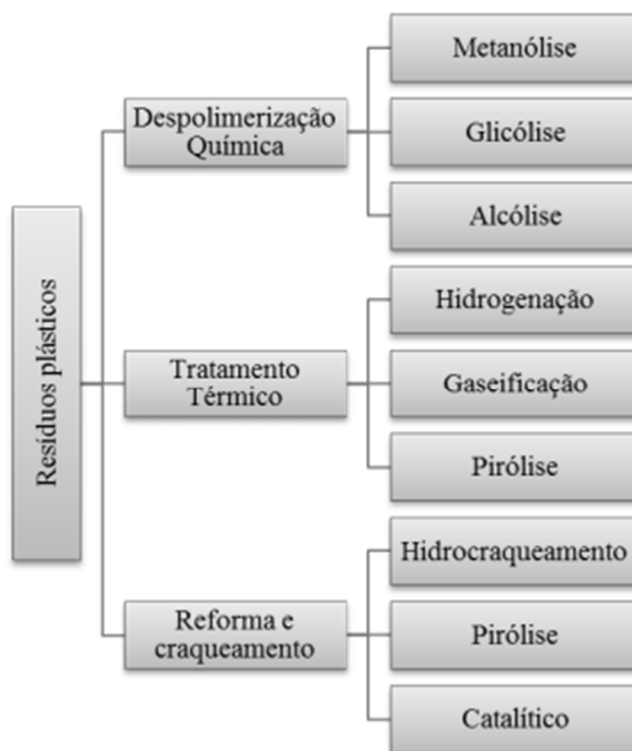 Resíduos plásticos
Despolimerização
Química
Metanólise
Glicólise
Alcólise
Tratamento
Térmico
Hidrogenação
Gaseificação
Pirólise
Reforma e
craqueamento
Hidrocraqueamento
Pirólise
Catalítico